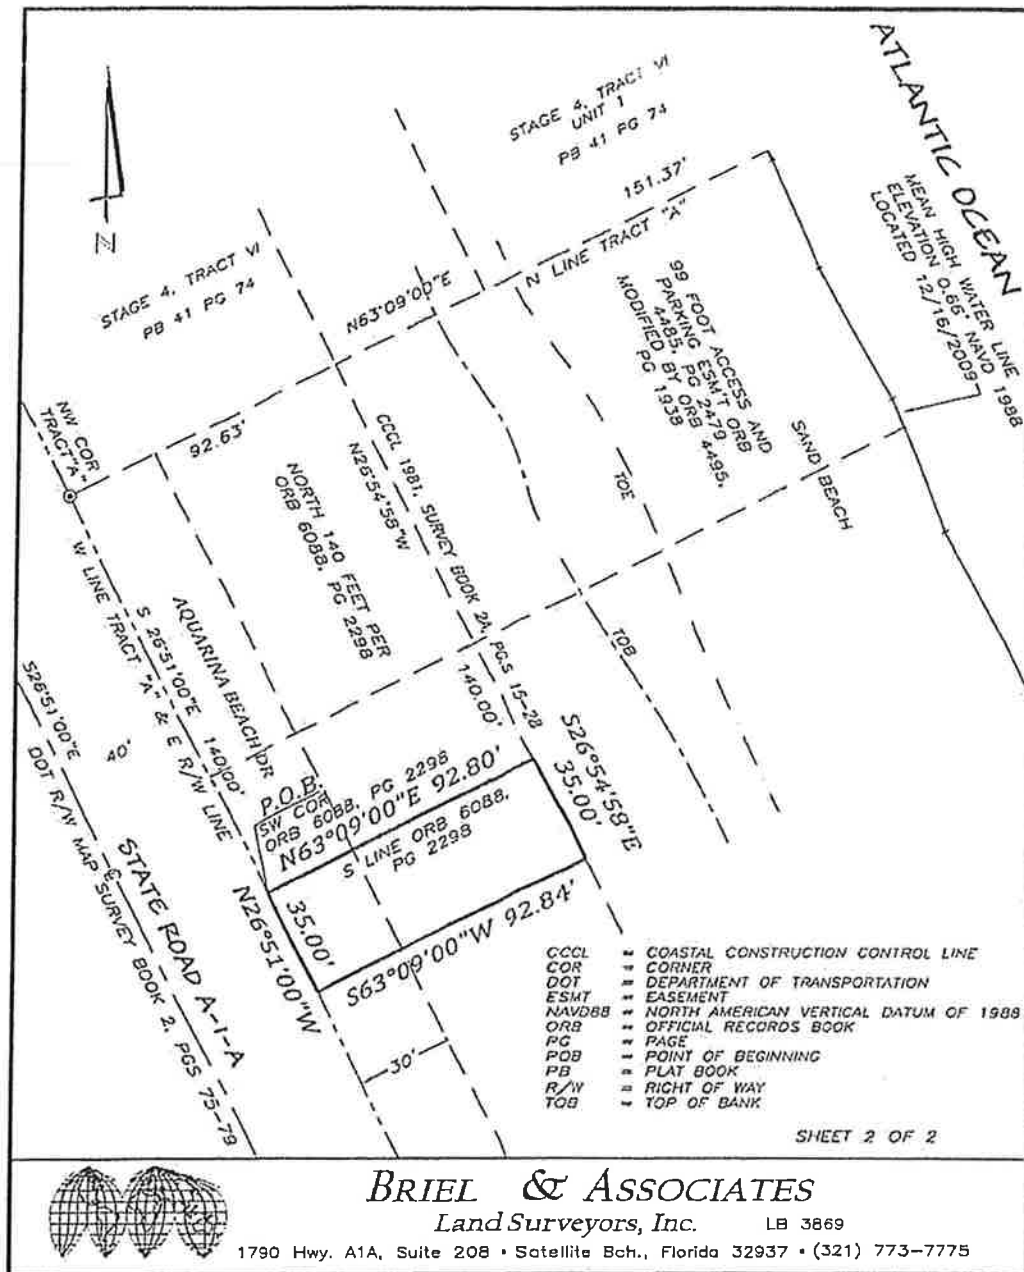 ATLANTIC OCEAN
STAGE 4, TRACT VI
UNIT 1
PB 41 PG 74
151.37'
N LINE TRACT "A"
MEAN HIGH WATER LINE
ELEVATION 0.66' NAVD 1988
LOCATED 12/16/2009
N
STAGE 4, TRACT VI
PB 41 PG 74
N63°09'00"E
99 FOOT ACCESS AND
PARKING ESM'T ORB
4485, PG 2479
MODIFIED BY ORB 4495,
PG 1938
NW COR
TRACT"A"
92.63'
CCCL 1981, SURVEY BOOK 2A, PG.S 15-28
N26°54'58"W
SAND BEACH
NORTH 140 FEET PER
ORB 6088, PG 2298
TOE
W LINE TRACT "A" & E R/W LINE
S 26°51'00"E 140.00'
AQUARINA BEACH DR
TOB
140.00'
S26°51'00"E
40'
DOT R/W MAP SURVEY BOOK 2, PGS 75-79
STATE ROAD A-1-A
P.O.B.
SW COR
ORB 6088, PG 2298
N63°09'00"E 92.80'
S LINE ORB 6088,
PG 2298
S26°54'58"E
35.00'
N26°51'00"W
35.00'
S63°09'00"W 92.84'
30'
CCCL = COASTAL CONSTRUCTION CONTROL LINE
COR = CORNER
DOT = DEPARTMENT OF TRANSPORTATION
ESMT = EASEMENT
NAVD88 = NORTH AMERICAN VERTICAL DATUM OF 1988
ORB = OFFICIAL RECORDS BOOK
PG = PAGE
POB = POINT OF BEGINNING
PB = PLAT BOOK
R/W = RIGHT OF WAY
TOB = TOP OF BANK
SHEET 2 OF 2
BRIEL & ASSOCIATES
Land Surveyors, Inc. LB 3869
1790 Hwy. A1A, Suite 208 • Satellite Bch., Florida 32937 • (321) 773-7775